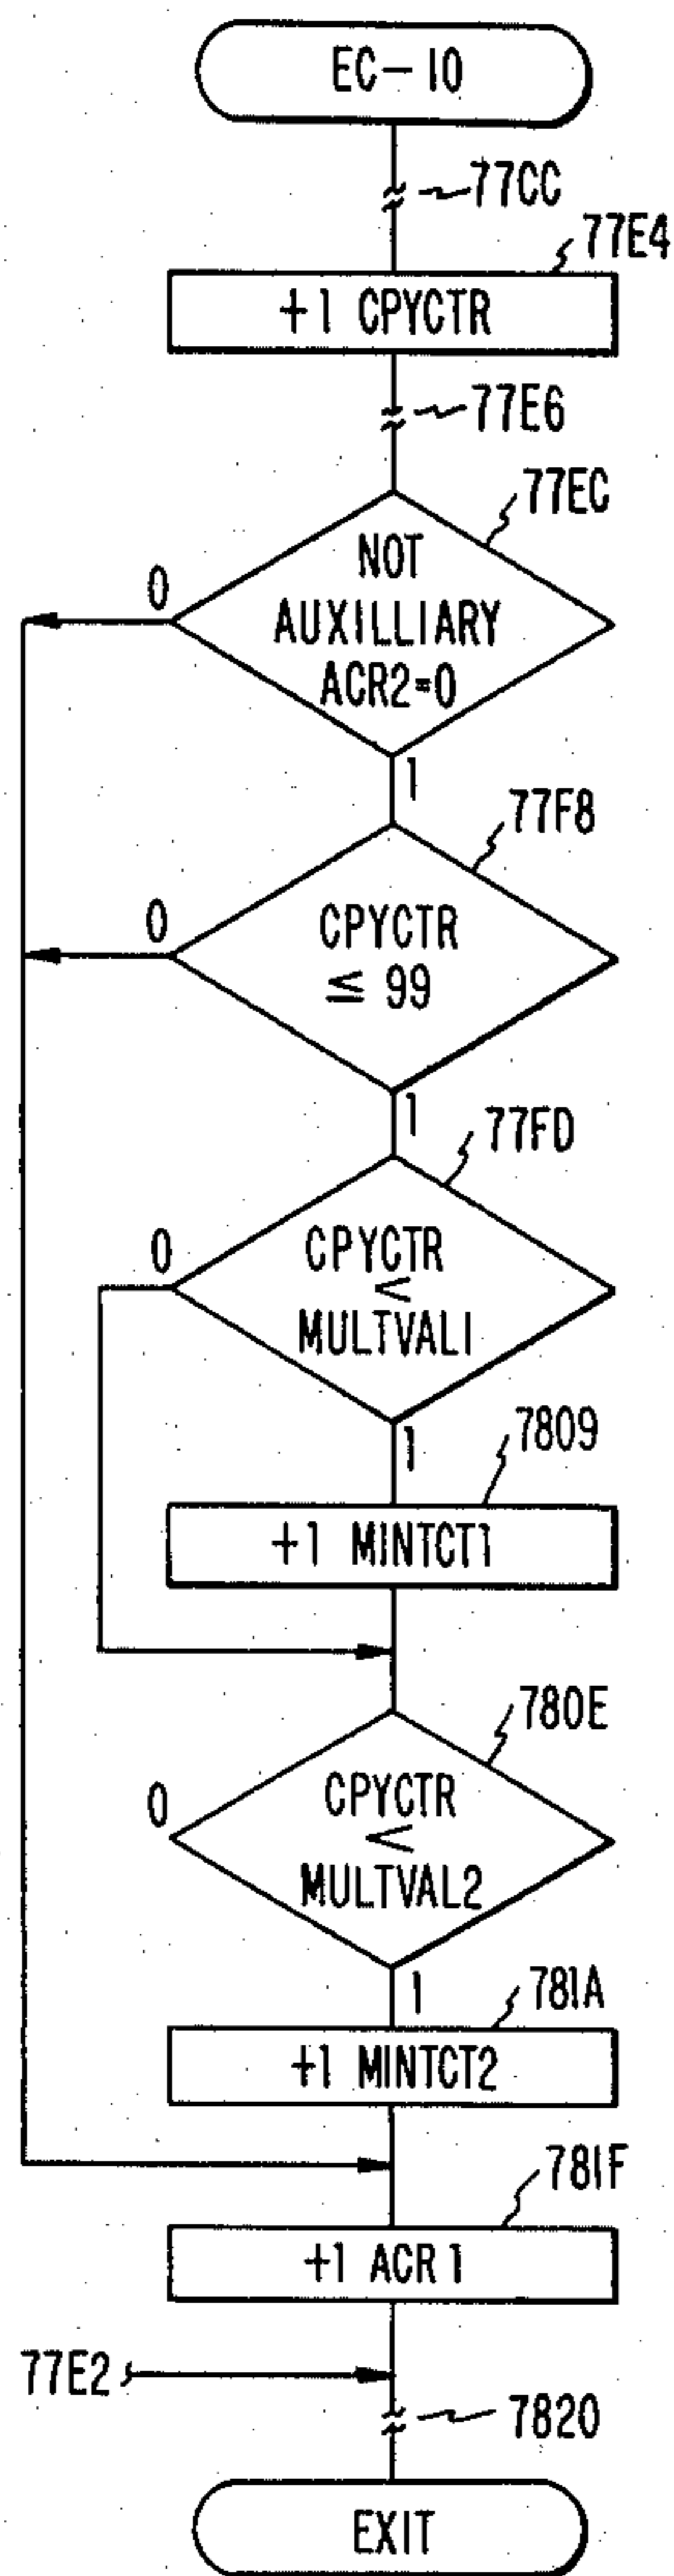 EC-10
77CC
77E4
+1 CPYCTR
77E6
77EC
NOT
AUXILLIARY
ACR2=0
0
1
77F8
CPYCTR
≤ 99
0
1
77FD
CPYCTR
<
MULTVAL1
0
1
7809
+1 MINTCT1
780E
CPYCTR
<
MULTVAL2
0
1
781A
+1 MINTCT2
781F
+1 ACR1
77E2
7820
EXIT